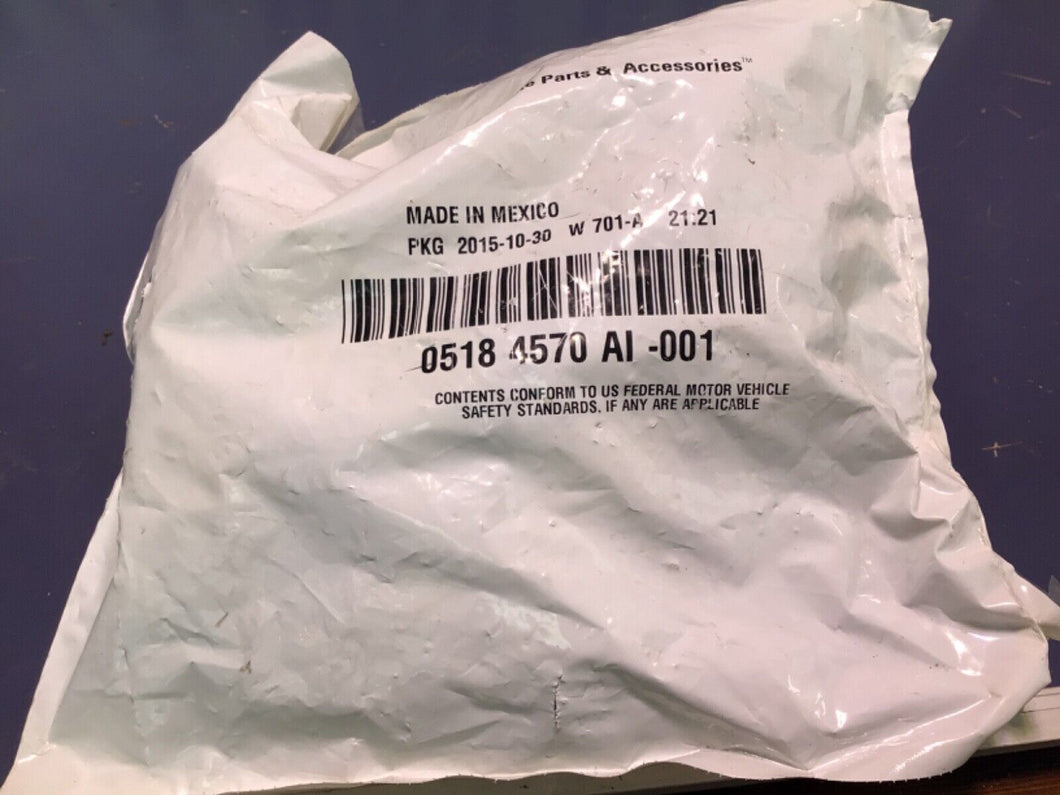 Parts & Accessories™
MADE IN MEXICO
PKG 2015-10-30 W 701-A 21:21
0518 4570 AI -001
CONTENTS CONFORM TO US FEDERAL MOTOR VEHICLE
SAFETY STANDARDS. IF ANY ARE APPLICABLE